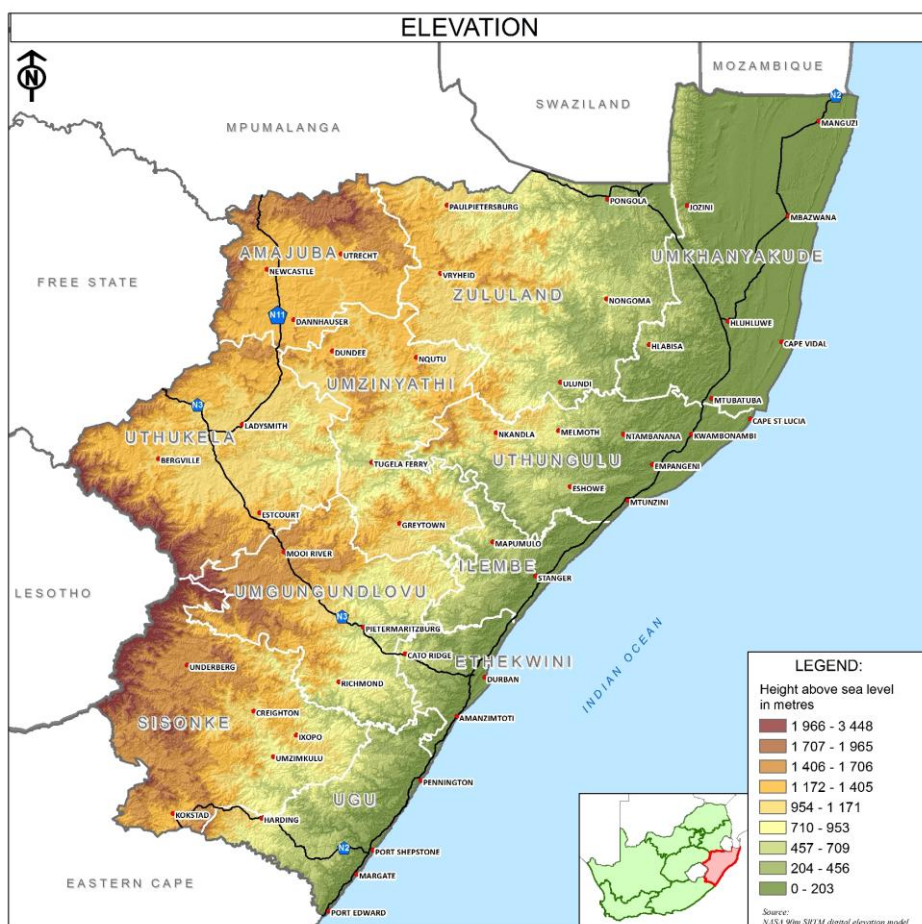 ELEVATION
N
MOZAMBIQUE
SWAZILAND
MPUMALANGA
N2
MANGUZI
PAULPIETERSBURG
PONGOLA
JOZINI
MBAZWANA
AMAJUBA
UTRECHT
UMKHANYAKUDE
NEWCASTLE
VRYHEID
FREE STATE
ZULULAND
NONGOMA
N11
DANNHAUSER
HLUHLUWE
DUNDEE
NQUTU
HLABISA
CAPE VIDAL
UMZINYATHI
ULUNDI
N3
MTUBATUBA
LADYSMITH
CAPE ST LUCIA
UTHUKELA
NKANDLA
MELMOTH
NTAMBANANA
KWAMBONAMBI
BERGVILLE
TUGELA FERRY
UTHUNGULU
EMPANGENI
ESHOWE
MTUNZINI
ESTCOURT
GREYTOWN
MAPUMULO
MOOI RIVER
ILEMBE
STANGER
LESOTHO
UMGUNGUNDLOVU
N3
PIETERMARITZBURG
CATO RIDGE
ETHEKWINI
UNDERBERG
DURBAN
RICHMOND
INDIAN OCEAN
SISONKE
CREIGHTON
AMANZIMTOTI
IXOPO
UMZIMKULU
PENNINGTON
UGU
KOKSTAD
HARDING
N2
PORT SHEPSTONE
MARGATE
EASTERN CAPE
PORT EDWARD
LEGEND:
Height above sea level
in metres
1 966 - 3 448
1 707 - 1 965
1 406 - 1 706
1 172 - 1 405
954 - 1 171
710 - 953
457 - 709
204 - 456
0 - 203
Source:
NASA 90m SRTM digital elevation model